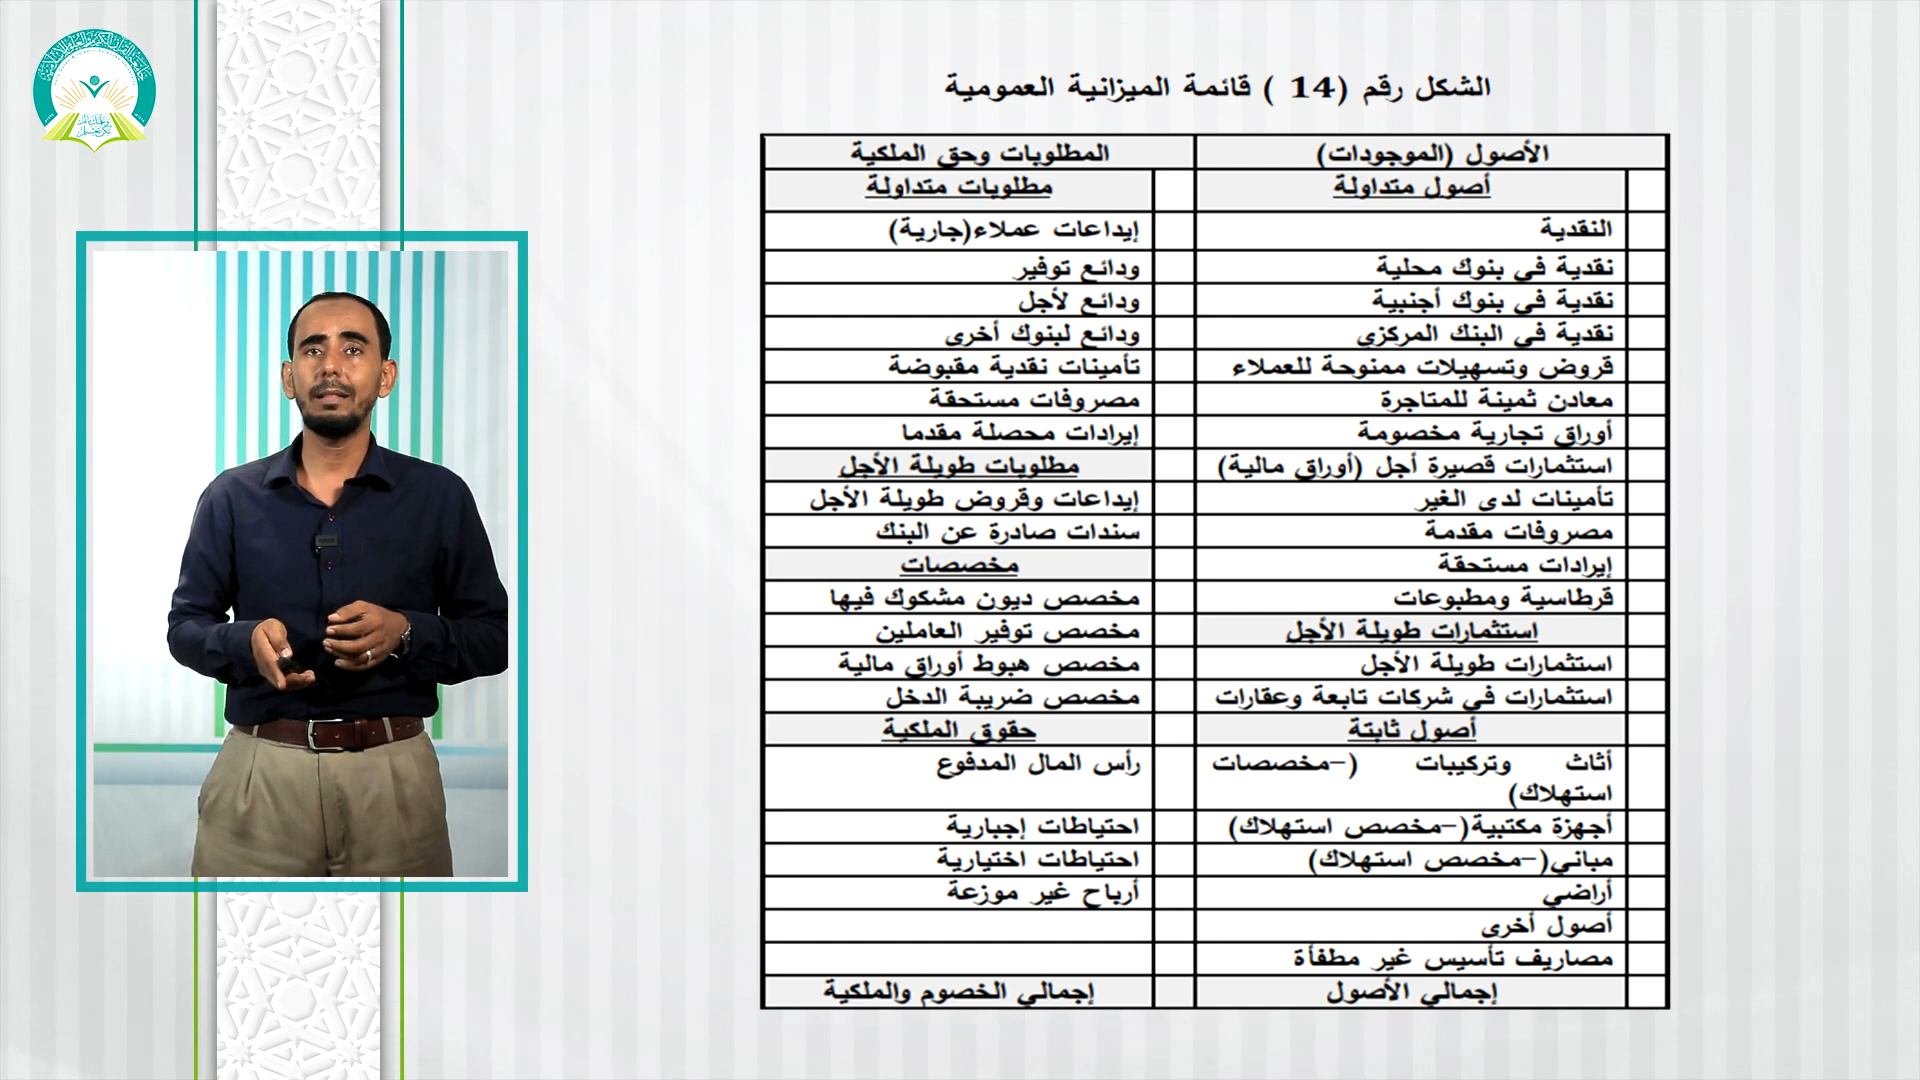 الشكل رقم (14 ) قائمة الميزانية العمومية
الأصول (الموجودات)
المطلوبات وحق الملكية
أصول متداولة
مطلوبات متداولة
النقدية
إيداعات عملاء(جارية)
نقدية في بنوك محلية
ودائع توفير
نقدية في بنوك أجنبية
ودائع لأجل
نقدية في البنك المركزي
ودائع لبنوك أخرى
قروض وتسهيلات ممنوحة للعملاء
تأمينات نقدية مقبوضة
معادن ثمينة للمتاجرة
مصروفات مستحقة
أوراق تجارية مخصومة
إيرادات محصلة مقدما
استثمارات قصيرة أجل (أوراق مالية)
مطلوبات طويلة الأجل
تأمينات لدى الغير
إيداعات وقروض طويلة الأجل
مصروفات مقدمة
سندات صادرة عن البنك
إيرادات مستحقة
مخصصات
قرطاسية ومطبوعات
مخصص ديون مشكوك فيها
استثمارات طويلة الأجل
مخصص توفير العاملين
استثمارات طويلة الأجل
مخصص هبوط أوراق مالية
استثمارات في شركات تابعة وعقارات
مخصص ضريبة الدخل
أصول ثابتة
حقوق الملكية
أثاث وتركيبات (-مخصصات
استهلاك)
رأس المال المدفوع
أجهزة مكتبية(-مخصص استهلاك)
احتياطات إجبارية
مباني(-مخصص استهلاك)
احتياطات اختيارية
أراضي
أرباح غير موزعة
أصول أخرى
مصاريف تأسيس غير مطفأة
إجمالي الأصول
إجمالي الخصوم والملكية